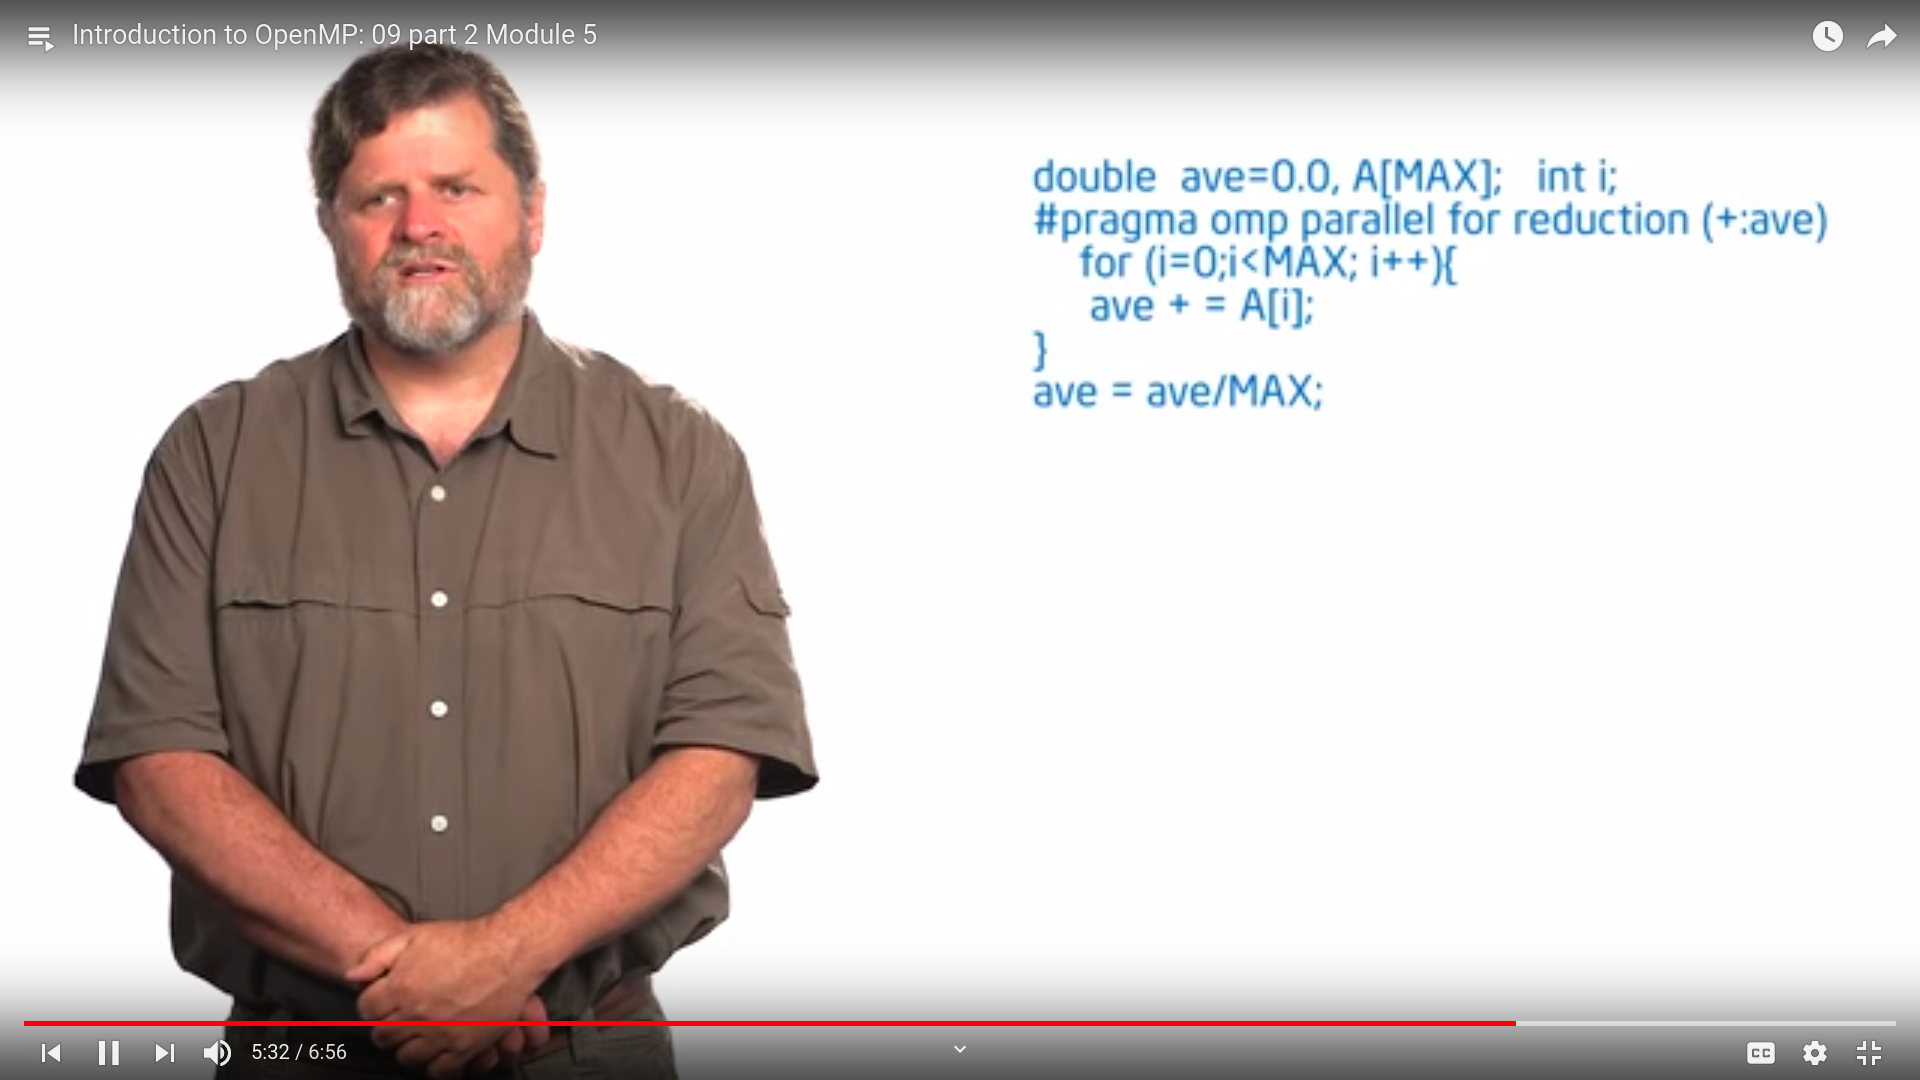 Introduction to OpenMP: 09 part 2 Module 5
double ave=0.0, A[MAX]; int i;
#pragma omp parallel for reduction (+:ave)
for (i=0;i<MAX; i++){
ave + = A[i];
}
ave = ave/MAX;
5:32 / 6:56
CC